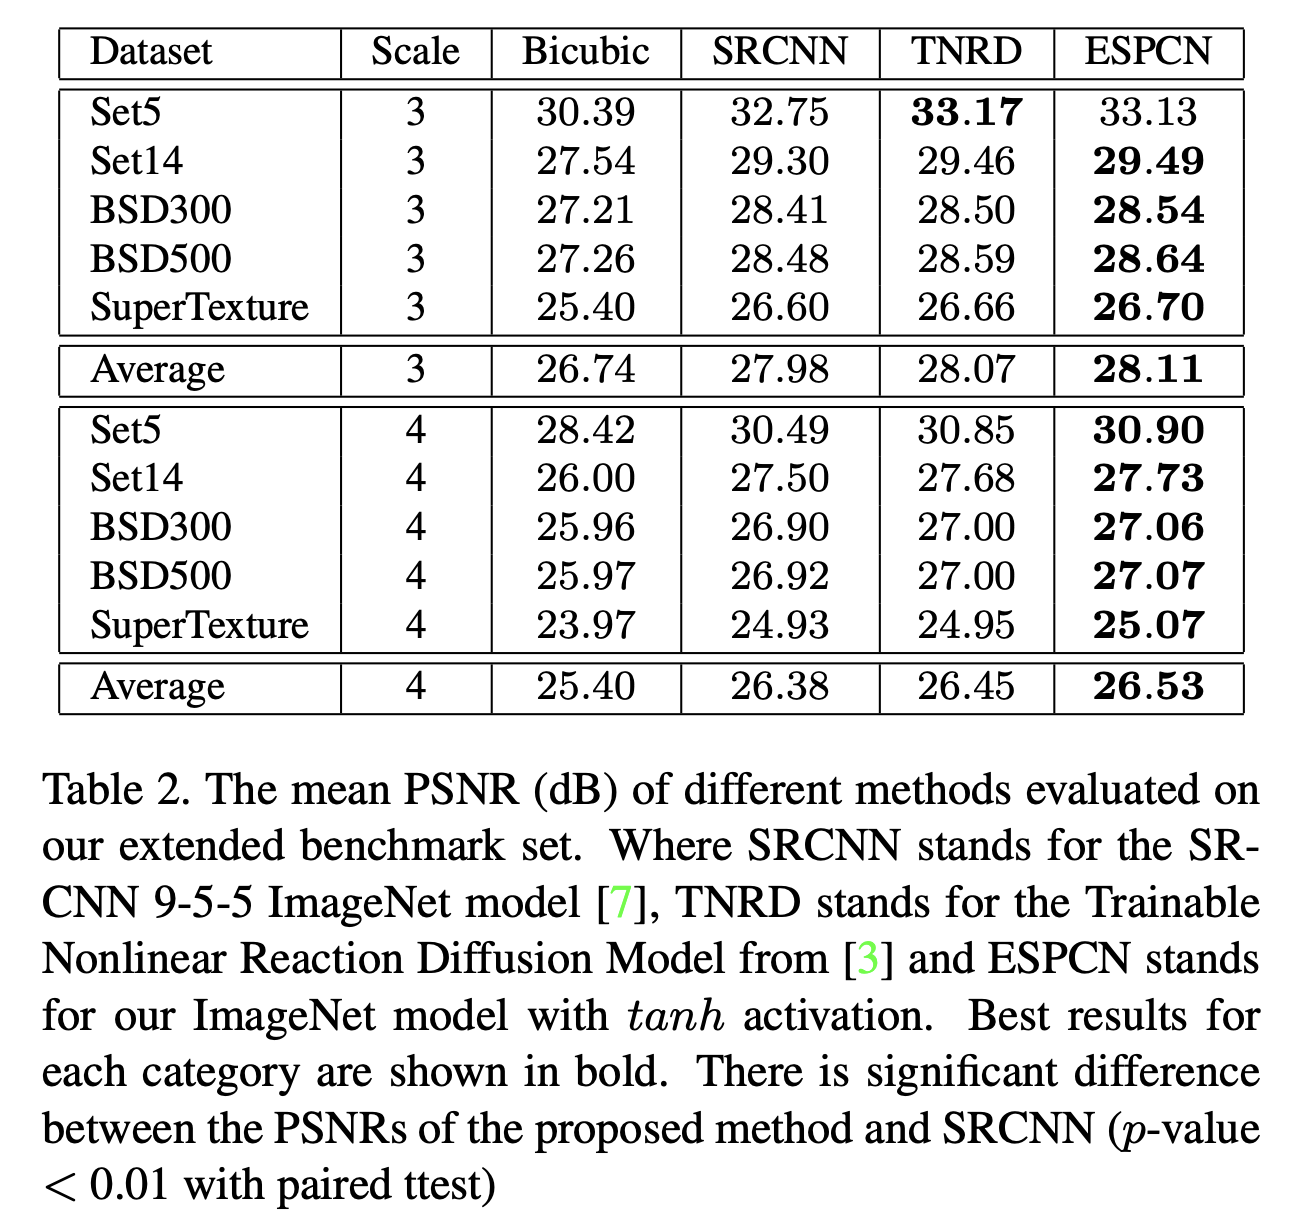 Dataset Scale Bicubic SRCNN TNRD ESPCN
Set5 3 30.39 32.75 33.17 33.13
Set14 3 27.54 29.30 29.46 29.49
BSD300 3 27.21 28.41 28.50 28.54
BSD500 3 27.26 28.48 28.59 28.64
SuperTexture 3 25.40 26.60 26.66 26.70
Average 3 26.74 27.98 28.07 28.11
Set5 4 28.42 30.49 30.85 30.90
Set14 4 26.00 27.50 27.68 27.73
BSD300 4 25.96 26.90 27.00 27.06
BSD500 4 25.97 26.92 27.00 27.07
SuperTexture 4 23.97 24.93 24.95 25.07
Average 4 25.40 26.38 26.45 26.53
Table 2. The mean PSNR (dB) of different methods evaluated on
our extended benchmark set. Where SRCNN stands for the SR-
CNN 9-5-5 ImageNet model [7], TNRD stands for the Trainable
Nonlinear Reaction Diffusion Model from [3] and ESPCN stands
for our ImageNet model with tanh activation. Best results for
each category are shown in bold. There is significant difference
between the PSNRs of the proposed method and SRCNN (p-value
< 0.01 with paired ttest)